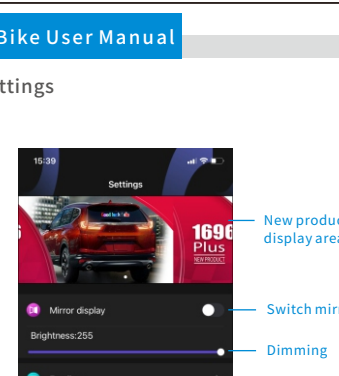 Bike User Manual
ttings
15:39
Settings
1696
Plus
NEW PRODUCT
New produc
display area
Mirror display
Switch mirr
Brightness:255
Dimming